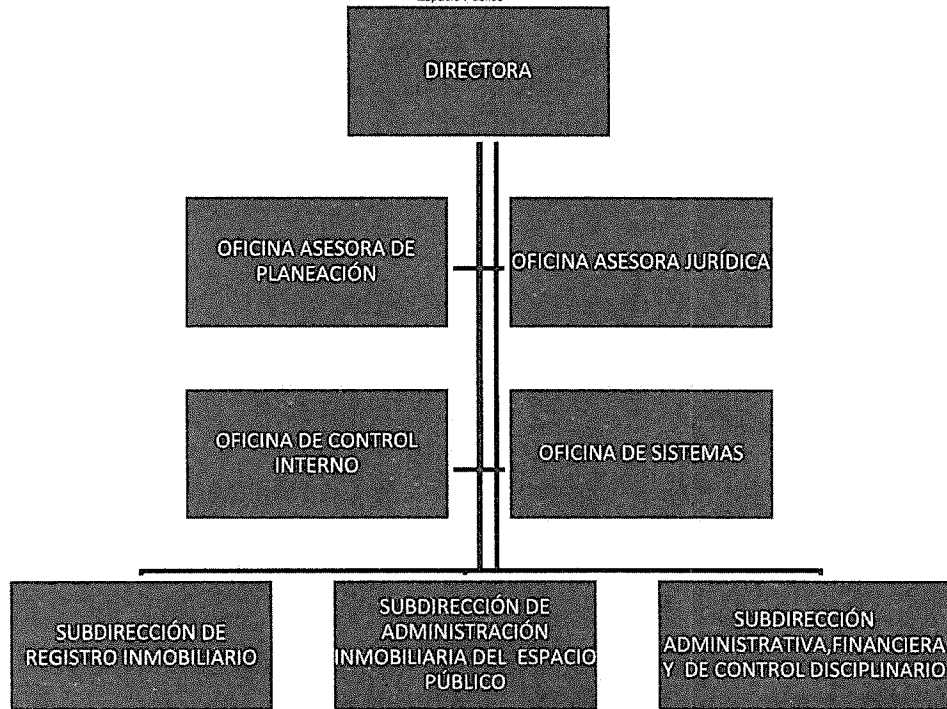 DIRECTORA
OFICINA ASESORA DE
PLANEACIÓN
OFICINA ASESORA JURÍDICA
OFICINA DE CONTROL
INTERNO
OFICINA DE SISTEMAS
SUBDIRECCIÓN DE
REGISTRO INMOBILIARIO
SUBDIRECCIÓN DE
ADMINISTRACIÓN
INMOBILIARIA DEL ESPACIO
PÚBLICO
SUBDIRECCIÓN
ADMINISTRATIVA,FINANCIERA
Y DE CONTROL DISCIPLINARIO